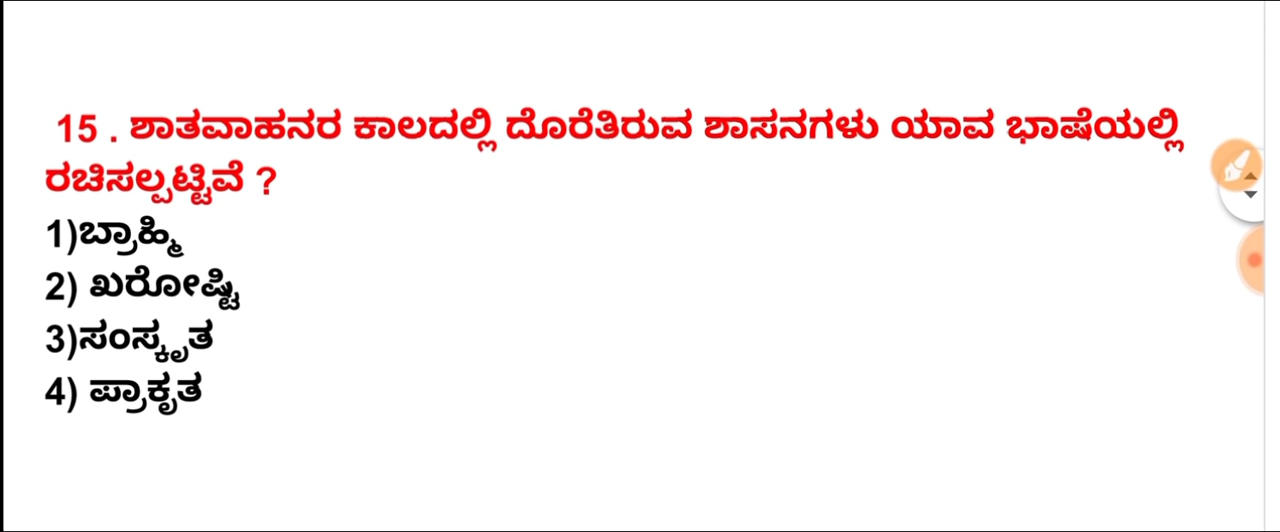 15 . ಶಾತವಾಹನರ ಕಾಲದಲ್ಲಿ ದೊರೆತಿರುವ ಶಾಸನಗಳು ಯಾವ ಭಾಷೆಯಲ್ಲಿ
ರಚಿಸಲ್ಪಟ್ಟಿವೆ ?
1)ಬ್ರಾಹ್ಮಿ
2) ಖರೋಷ್ಟಿ
3)ಸಂಸ್ಕೃತ
4) ಪ್ರಾಕೃತ